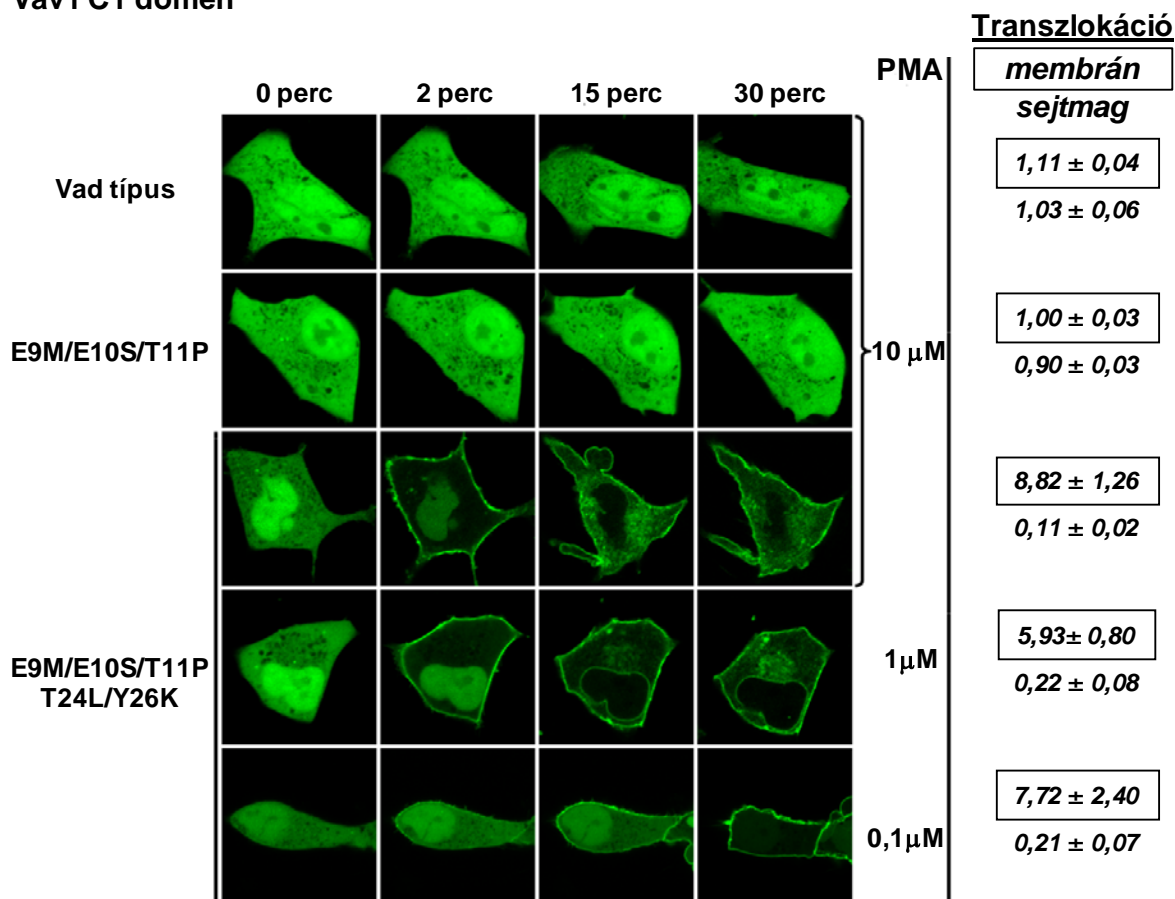 Vav1 C1 domén
Transzlokáció
PMA
membrán
sejtmag
0 perc 2 perc 15 perc 30 perc
Vad típus
1,11 ± 0,04
1,03 ± 0,06
E9M/E10S/T11P
10 µM
1,00 ± 0,03
0,90 ± 0,03
8,82 ± 1,26
0,11 ± 0,02
E9M/E10S/T11P
T24L/Y26K
1µM
5,93± 0,80
0,22 ± 0,08
0,1µM
7,72 ± 2,40
0,21 ± 0,07